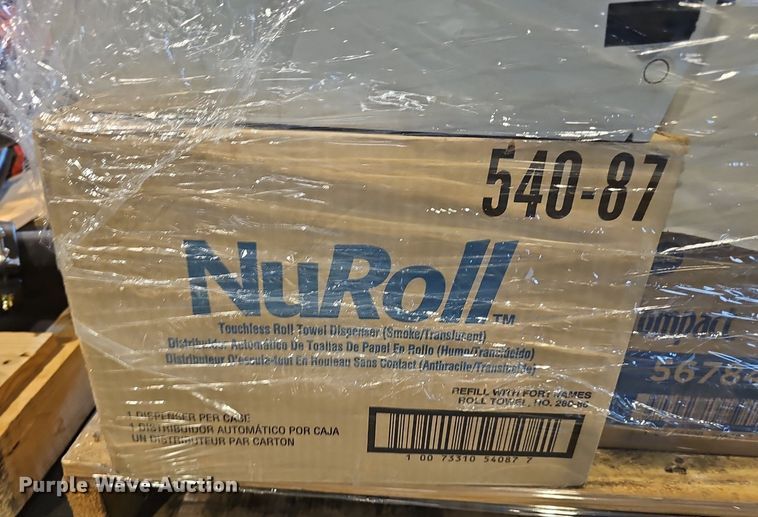 540-87
NuRoll™
Touchless Roll Towel Dispenser (Smoke/Translucent)
Distribuidor Automático De Toallas De Papel En Rollo (Humo/Translúcido)
Distributeur D'essuie-tout En Rouleau Sans Contact (Anthracite/Translucide)
REFILL WITH FORT JAMES
ROLL TOWEL, NO.
1 DISPENSER PER CASE
1 DISTRIBUIDOR AUTOMÁTICO POR CAJA
UN DISTRIBUTEUR PAR CARTON
1 00 73310 54087 7
ompact
5678
Purple Wave Auction